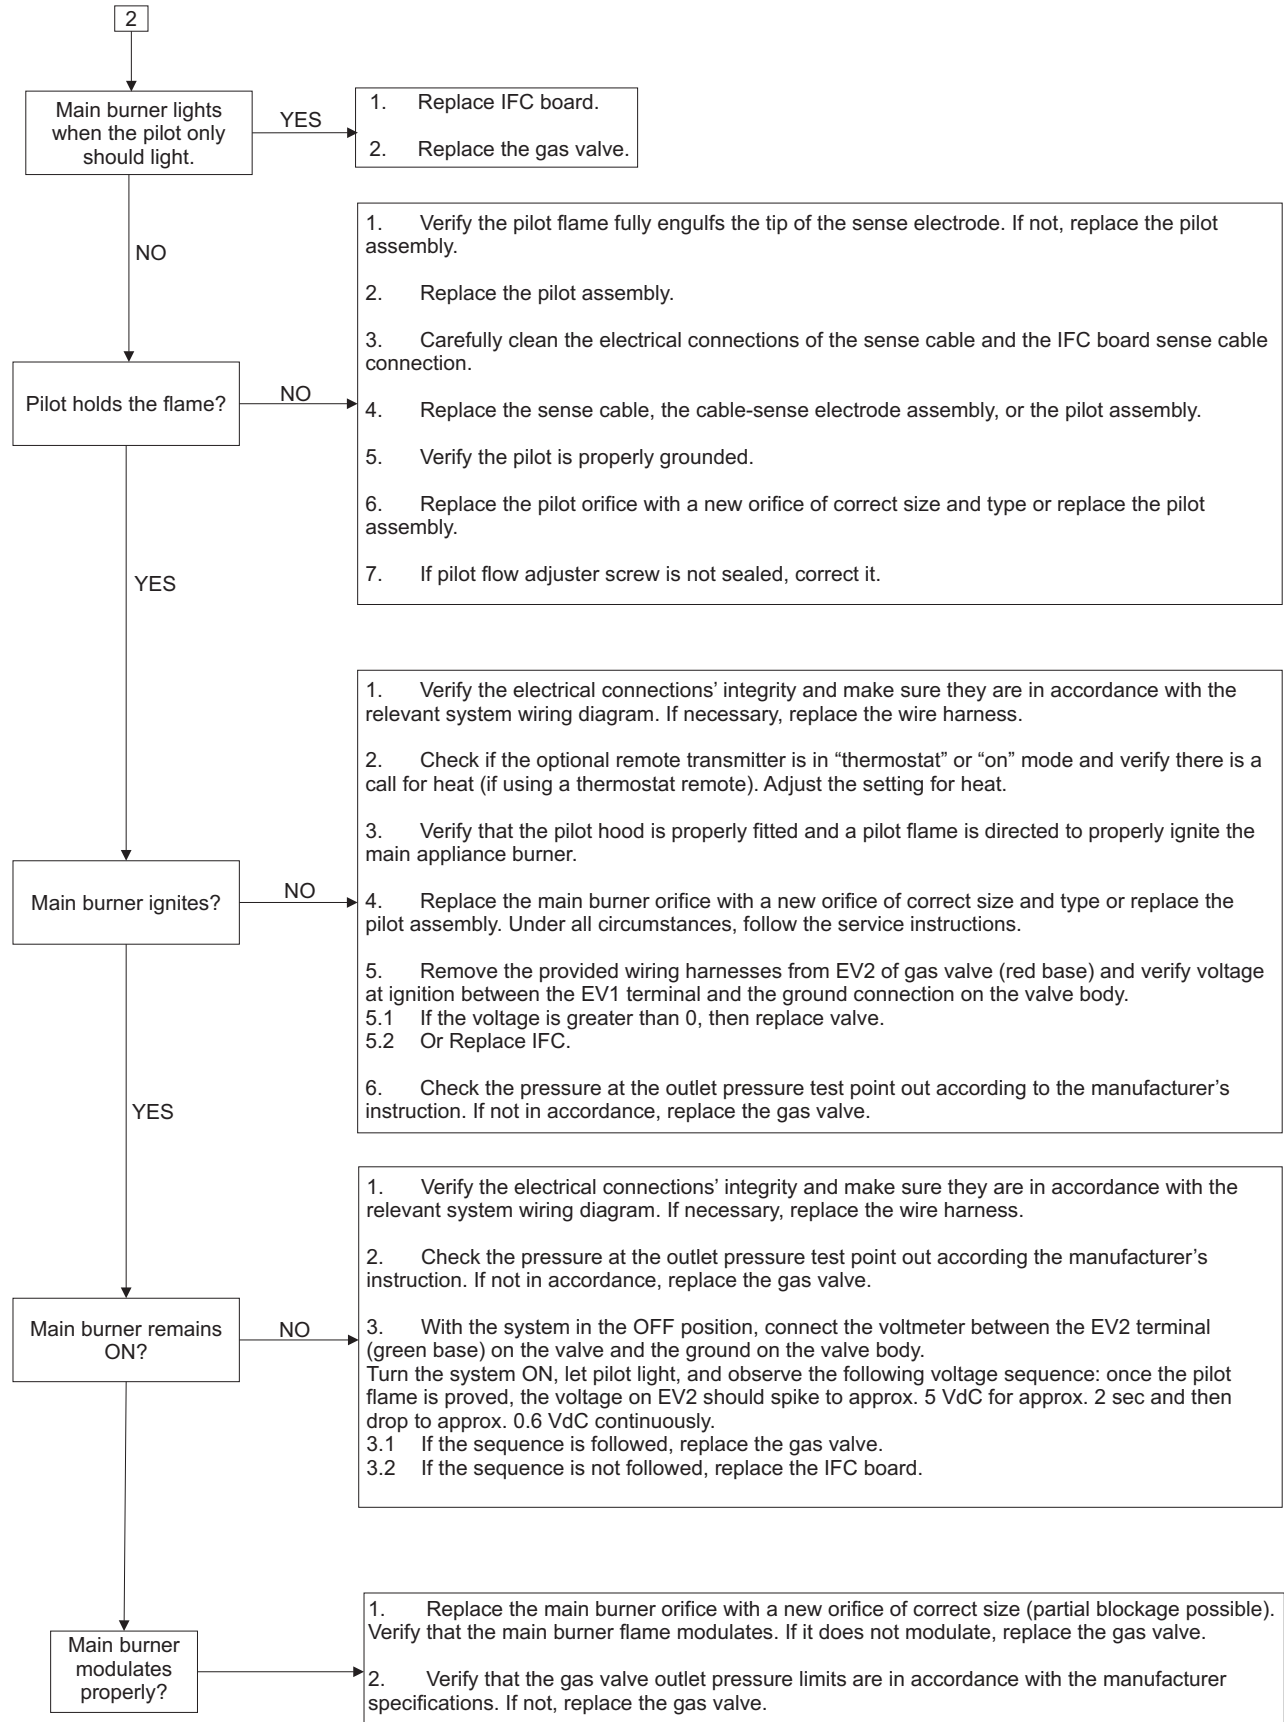 2
Main burner lights
when the pilot only
should light.
YES
1. Replace IFC board.
2. Replace the gas valve.
NO
1. Verify the pilot flame fully engulfs the tip of the sense electrode. If not, replace the pilot
assembly.
2. Replace the pilot assembly.
3. Carefully clean the electrical connections of the sense cable and the IFC board sense cable
connection.
4. Replace the sense cable, the cable-sense electrode assembly, or the pilot assembly.
5. Verify the pilot is properly grounded.
6. Replace the pilot orifice with a new orifice of correct size and type or replace the pilot
assembly.
7. If pilot flow adjuster screw is not sealed, correct it.
Pilot holds the flame?
NO
YES
1. Verify the electrical connections’ integrity and make sure they are in accordance with the
relevant system wiring diagram. If necessary, replace the wire harness.
2. Check if the optional remote transmitter is in “thermostat” or “on” mode and verify there is a
call for heat (if using a thermostat remote). Adjust the setting for heat.
3. Verify that the pilot hood is properly fitted and a pilot flame is directed to properly ignite the
main appliance burner.
4. Replace the main burner orifice with a new orifice of correct size and type or replace the
pilot assembly. Under all circumstances, follow the service instructions.
5. Remove the provided wiring harnesses from EV2 of gas valve (red base) and verify voltage
at ignition between the EV1 terminal and the ground connection on the valve body.
5.1 If the voltage is greater than 0, then replace valve.
5.2 Or Replace IFC.
6. Check the pressure at the outlet pressure test point out according to the manufacturer’s
instruction. If not in accordance, replace the gas valve.
Main burner ignites?
NO
YES
1. Verify the electrical connections’ integrity and make sure they are in accordance with the
relevant system wiring diagram. If necessary, replace the wire harness.
2. Check the pressure at the outlet pressure test point out according the manufacturer’s
instruction. If not in accordance, replace the gas valve.
3. With the system in the OFF position, connect the voltmeter between the EV2 terminal
(green base) on the valve and the ground on the valve body.
Turn the system ON, let pilot light, and observe the following voltage sequence: once the pilot
flame is proved, the voltage on EV2 should spike to approx. 5 VdC for approx. 2 sec and then
drop to approx. 0.6 VdC continuously.
3.1 If the sequence is followed, replace the gas valve.
3.2 If the sequence is not followed, replace the IFC board.
Main burner remains
ON?
NO
1. Replace the main burner orifice with a new orifice of correct size (partial blockage possible).
Verify that the main burner flame modulates. If it does not modulate, replace the gas valve.
2. Verify that the gas valve outlet pressure limits are in accordance with the manufacturer
specifications. If not, replace the gas valve.
Main burner
modulates
properly?